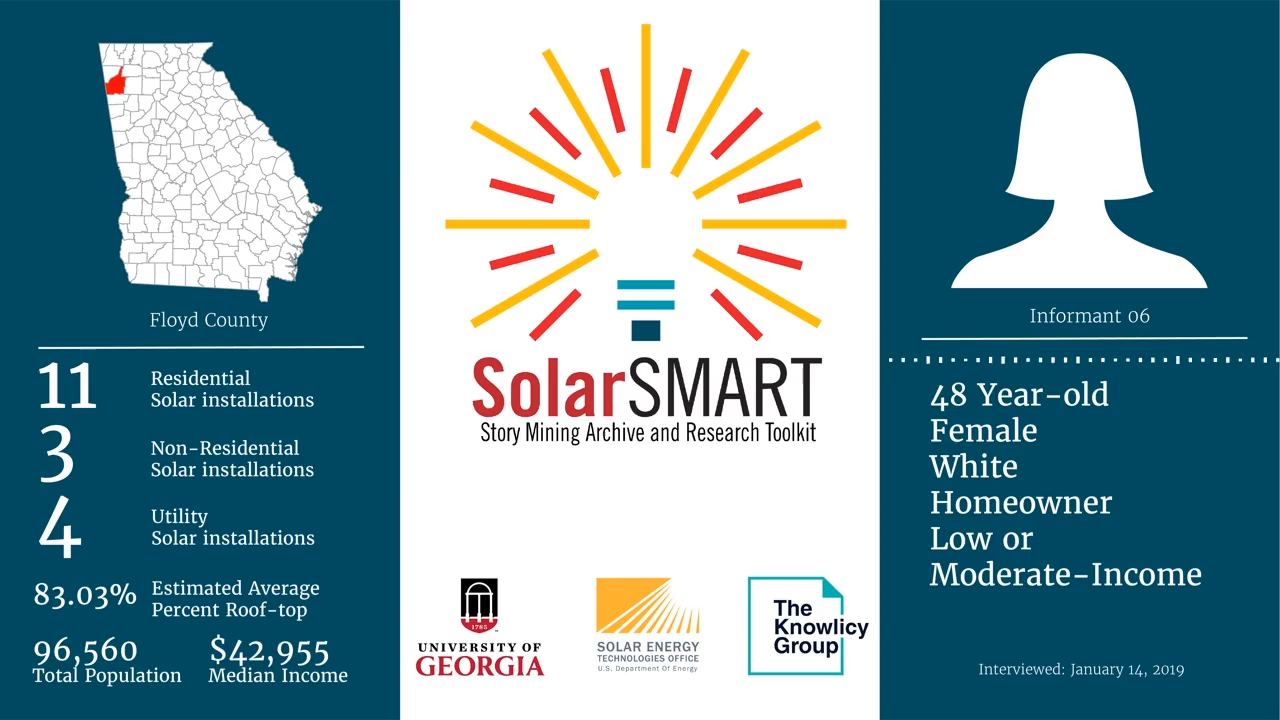 Floyd County
11
Residential
Solar installations
3
Non-Residential
Solar installations
4
Utility
Solar installations
83.03%
Estimated Average
Percent Roof-top
96,560
Total Population
$42,955
Median Income
SolarSMART
Story Mining Archive and Research Toolkit
1785
UNIVERSITY OF
GEORGIA
SOLAR ENERGY
TECHNOLOGIES OFFICE
U.S. Department Of Energy
The
Knowlicy
Group
Informant 06
48 Year-old
Female
White
Homeowner
Low or
Moderate-Income
Interviewed: January 14, 2019